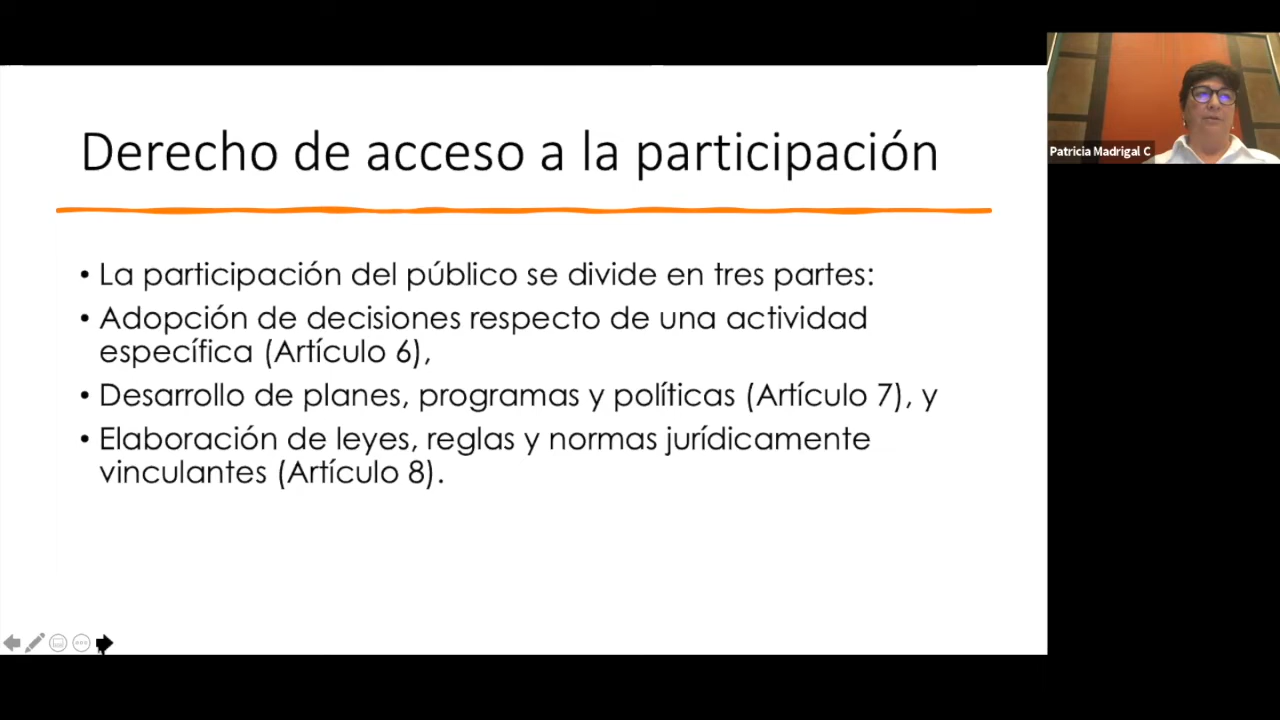 Derecho de acceso a la participación
• La participación del público se divide en tres partes:
• Adopción de decisiones respecto de una actividad
específica (Artículo 6),
• Desarrollo de planes, programas y políticas (Artículo 7), y
• Elaboración de leyes, reglas y normas jurídicamente
vinculantes (Artículo 8).
Patricia Madrigal C